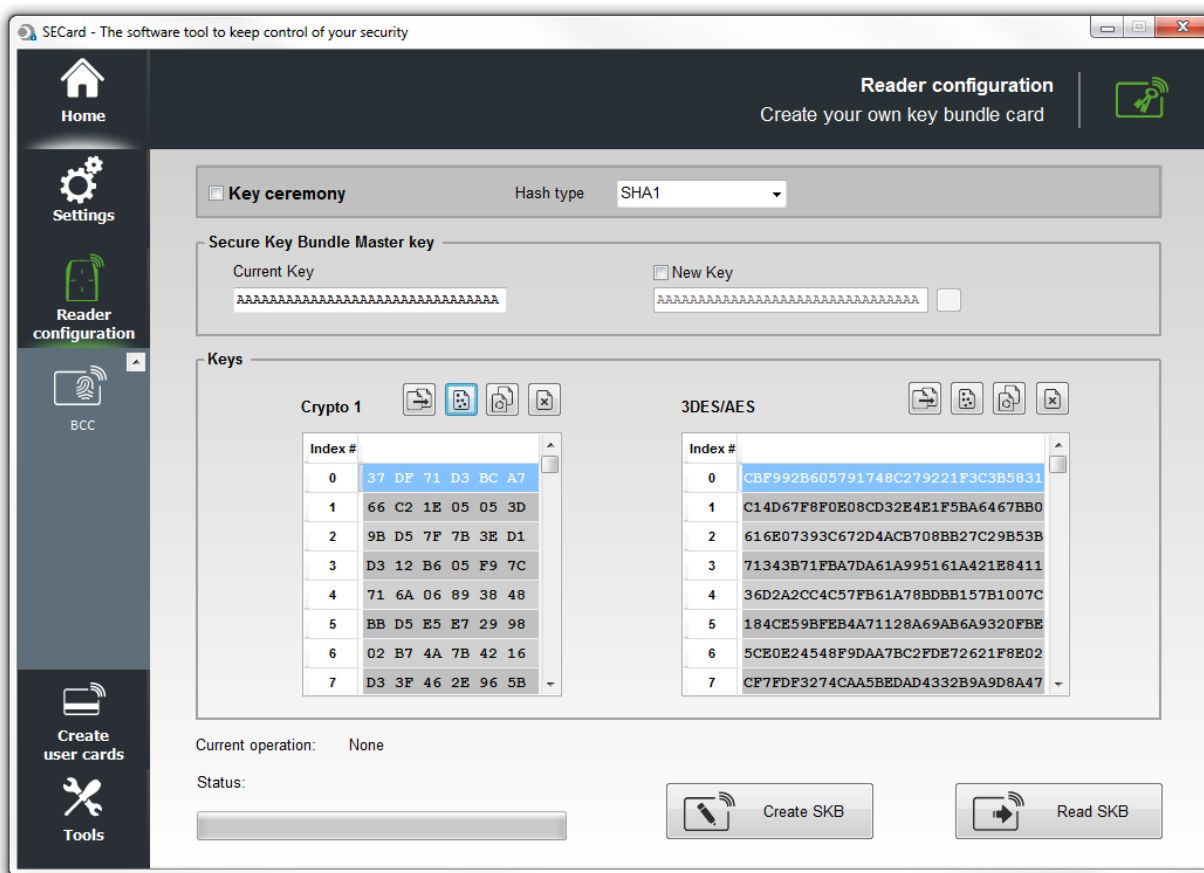 SECard - The software tool to keep control of your security
Home
Reader configuration
Create your own key bundle card
Settings
Reader
configuration
BCC
Create
user cards
Tools
Key ceremony
Hash type
SHA1
Secure Key Bundle Master key
Current Key
New Key
AAAAAAAAAAAAAAAAAAAAAAAAAAAAAAAA
AAAAAAAAAAAAAAAAAAAAAAAAAAAAAAAA
Keys
Crypto 1
Index #
0 37 DF 71 D3 BC A7
1 66 C2 1E 05 05 3D
2 9B D5 7F 7B 3E D1
3 D3 12 B6 05 F9 7C
4 71 6A 06 89 38 48
5 BB D5 E5 E7 29 98
6 02 B7 4A 7B 42 16
7 D3 3F 46 2E 96 5B
3DES/AES
Index #
0 CBF992B605791748C279221F3C3B5831
1 C14D67F8F0E08CD32E4E1F5BA6467BB0
2 616E07393C672D4ACB708BB27C29B53B
3 71343B71FBA7DA61A995161A421E8411
4 36D2A2CC4C57FB61A78BDBB157B1007C
5 184CE59BFEB4A71128A69AB6A9320FBE
6 5CE0E24548F9DAA7BC2FDE72621F8E02
7 CF7FDF3274CAA5BEDAD4332B9A9D8A47
Current operation: None
Status:
Create SKB
Read SKB